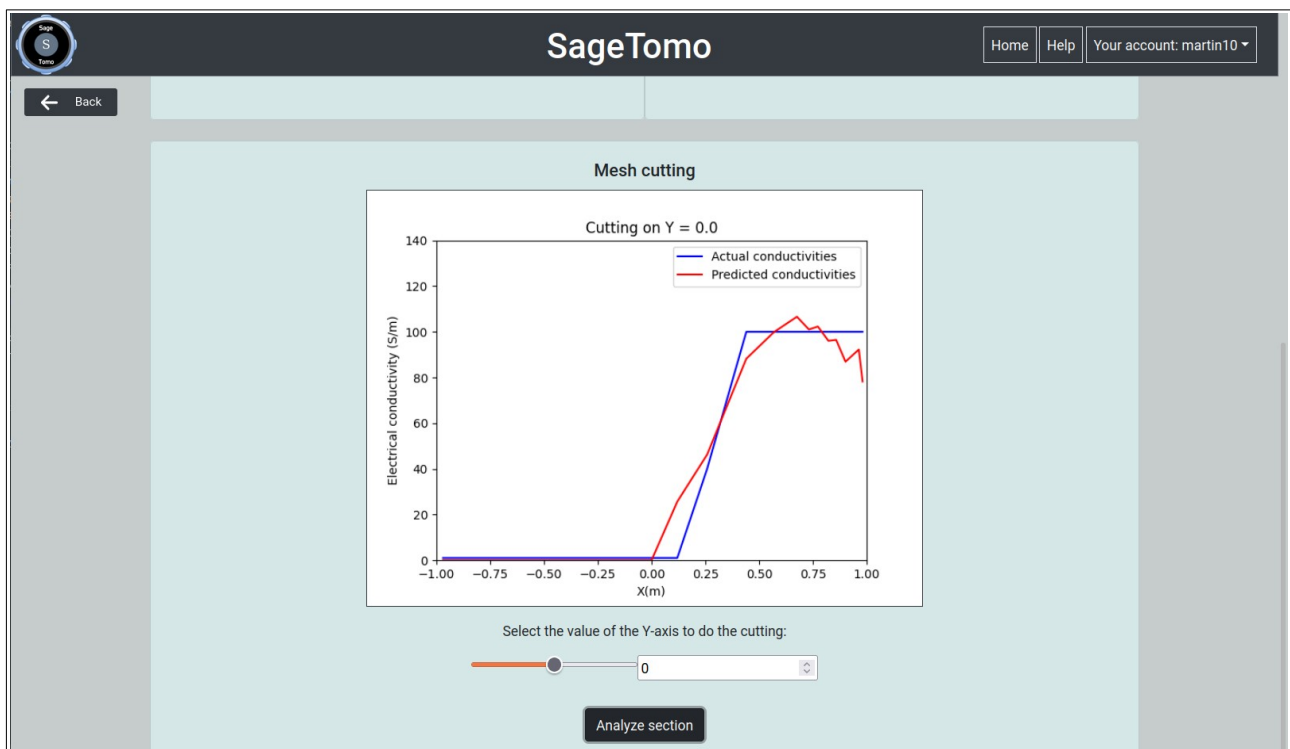 Sage
S
Tomo
SageTomo
Home Help Your account: martin10
Back
Mesh cutting
Cutting on Y = 0.0
Actual conductivities
Predicted conductivities
Electrical conductivity (S/m)
140
120
100
80
60
40
20
0
−1.00 −0.75 −0.50 −0.25 0.00 0.25 0.50 0.75 1.00
X(m)
Select the value of the Y-axis to do the cutting:
0
Analyze section